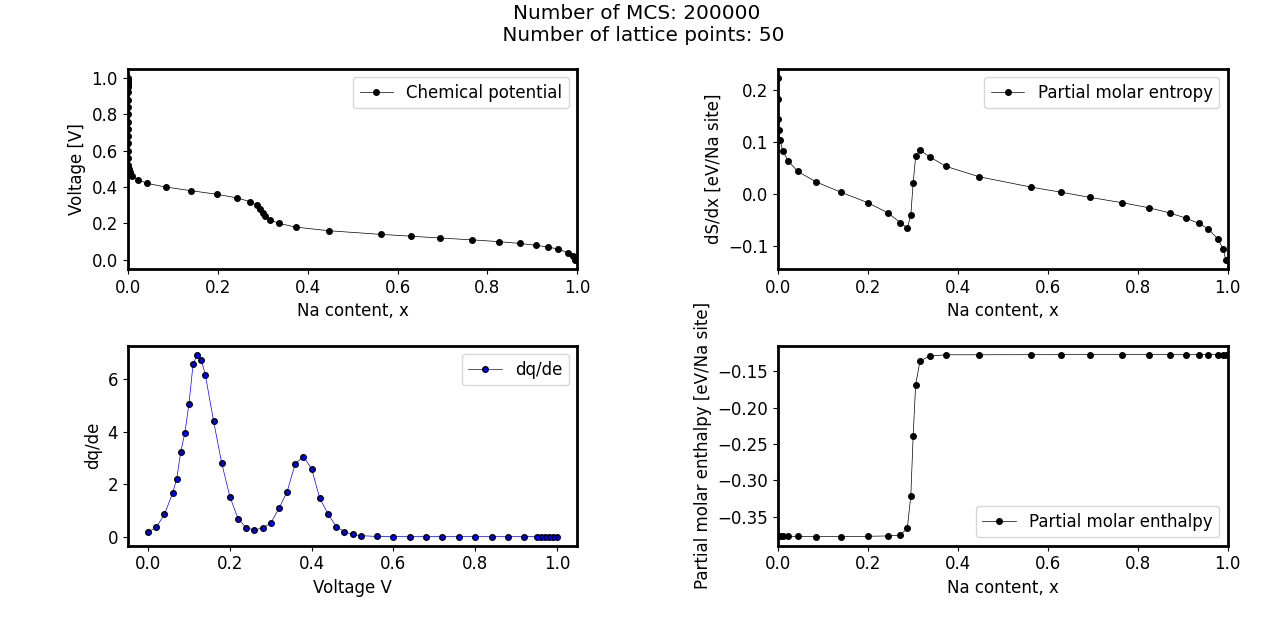 Number of MCS: 200000
Number of lattice points: 50
Chemical potential
Voltage [V]
1.0
0.8
0.6
0.4
0.2
0.0
0.0 0.2 0.4 0.6 0.8 1.0
Na content, x
Partial molar entropy
dS/dx [eV/Na site]
0.2
0.1
0.0
−0.1
0.0 0.2 0.4 0.6 0.8 1.0
Na content, x
dq/de
dq/de
6
4
2
0
0.0 0.2 0.4 0.6 0.8 1.0
Voltage V
Partial molar enthalpy [eV/Na site]
−0.15
−0.20
−0.25
−0.30
−0.35
Partial molar enthalpy
0.0 0.2 0.4 0.6 0.8 1.0
Na content, x